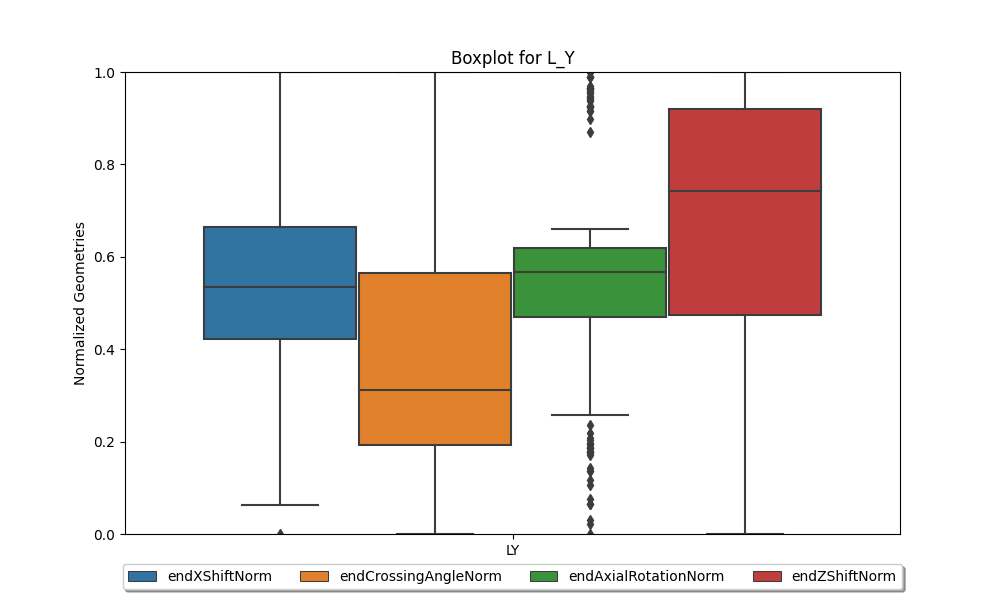 Boxplot for L_Y
1.0
0.8
0.6
0.4
0.2
0.0
Normalized Geometries
LY
endXShiftNorm endCrossingAngleNorm endAxialRotationNorm endZShiftNorm